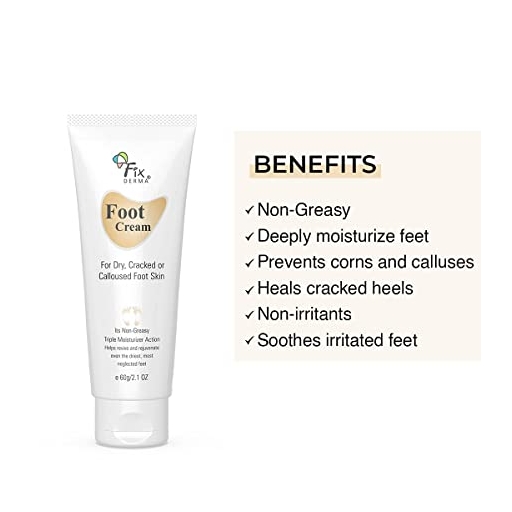 Fix
DERMA®
Foot
Cream
For Dry, Cracked or
Calloused Foot Skin
Its Non-Greasy
Triple Moisturizer Action
Helps revive and rejuvenate
even the driest, most
neglected feet
e 60g/2.1 OZ
BENEFITS
✓Non-Greasy
✓Deeply moisturize feet
✓Prevents corns and calluses
✓Heals cracked heels
✓Non-irritants
✓Soothes irritated feet